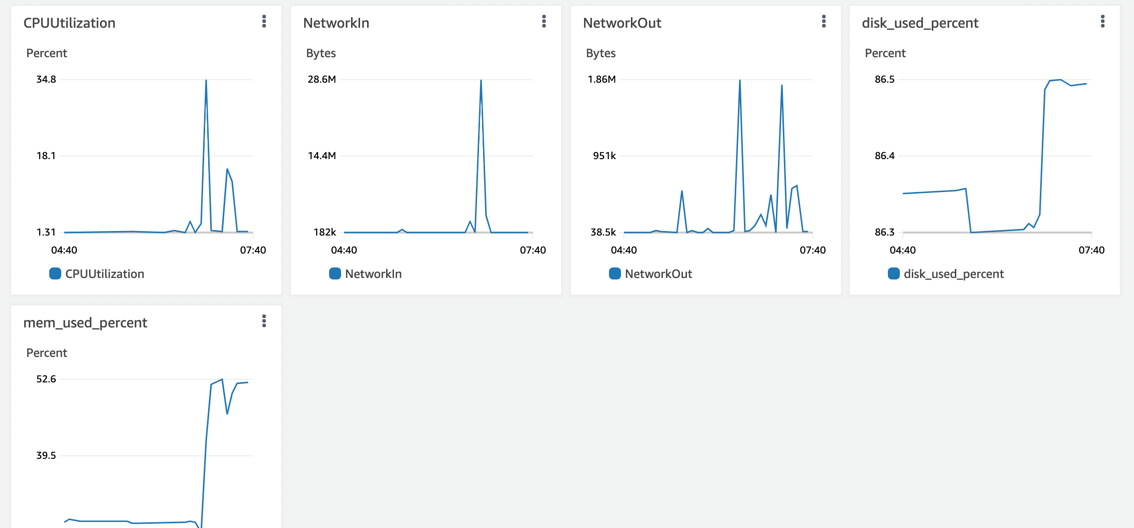 CPUUtilization
Percent
34.8
18.1
1.31
04:40 07:40
CPUUtilization
NetworkIn
Bytes
28.6M
14.4M
182k
04:40 07:40
NetworkIn
NetworkOut
Bytes
1.86M
951k
38.5k
04:40 07:40
NetworkOut
disk_used_percent
Percent
86.5
86.4
86.3
04:40 07:40
disk_used_percent
mem_used_percent
Percent
52.6
39.5